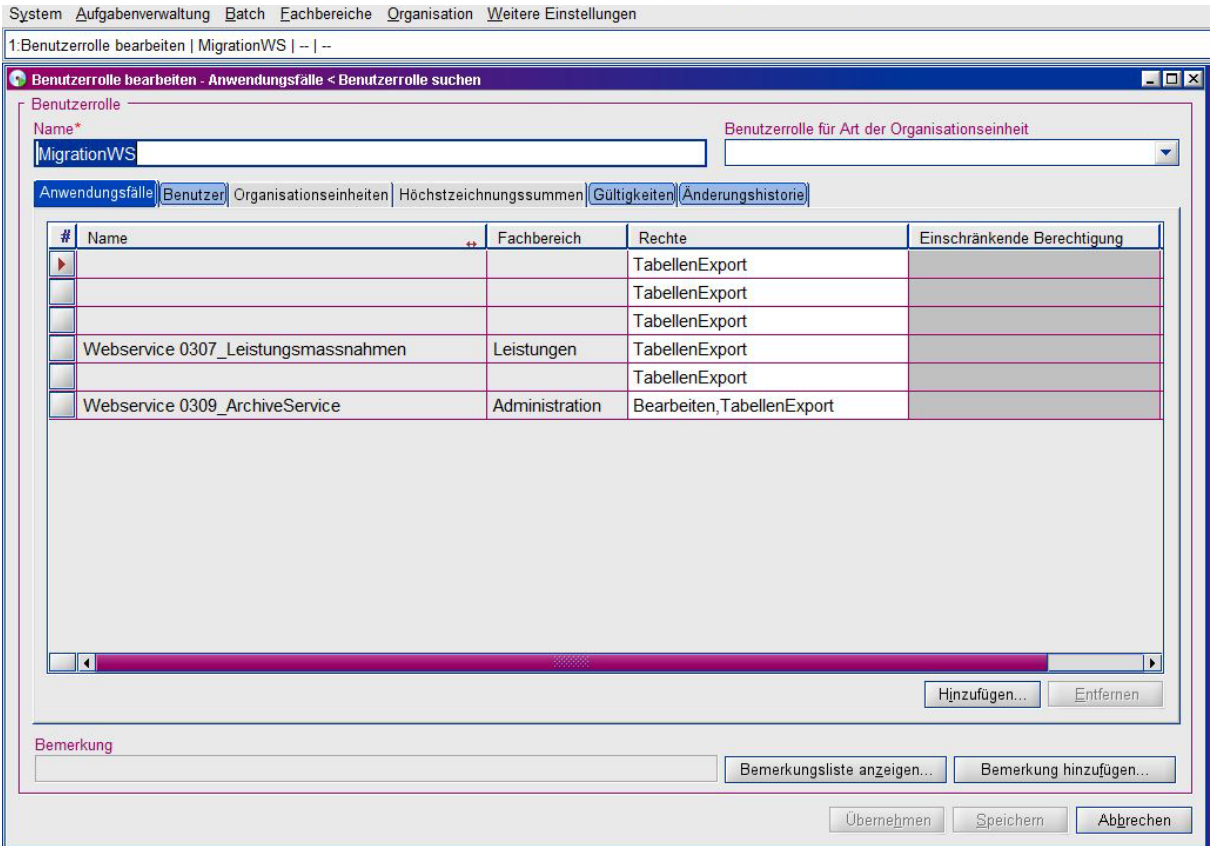 System Aufgabenverwaltung Batch Fachbereiche Organisation Weitere Einstellungen
1:Benutzerrolle bearbeiten | MigrationWS | -- | --
Benutzerrolle bearbeiten - Anwendungsfälle < Benutzerrolle suchen
Benutzerrolle
Name* Benutzerrolle für Art der Organisationseinheit
MigrationWS
Anwendungsfälle Benutzer Organisationseinheiten Höchstzeichnungssummen Gültigkeiten Änderungshistorie
# Name Fachbereich Rechte Einschränkende Berechtigung
TabellenExport
TabellenExport
TabellenExport
Webservice 0307_Leistungsmassnahmen Leistungen TabellenExport
TabellenExport
Webservice 0309_ArchiveService Administration Bearbeiten,TabellenExport
Hinzufügen... Entfernen
Bemerkung
Bemerkungsliste anzeigen... Bemerkung hinzufügen...
Übernehmen Speichern Abbrechen